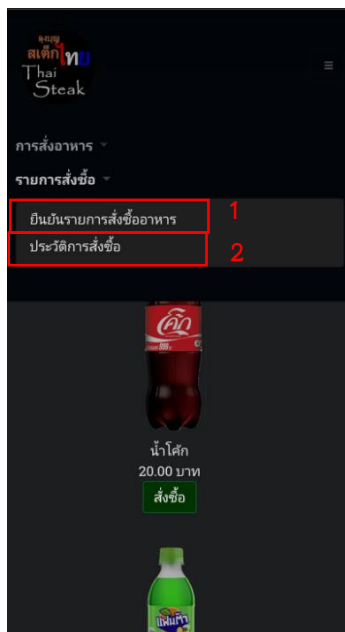 ลุงบุญ
สเต็กไทย
Thai
Steak
การสั่งอาหาร
รายการสั่งซื้อ
ยืนยันรายการสั่งซื้ออาหาร 1
ประวัติการสั่งซื้อ 2
โค้ก
น้ำโค้ก
20.00 บาท
สั่งซื้อ
แฟนต้า